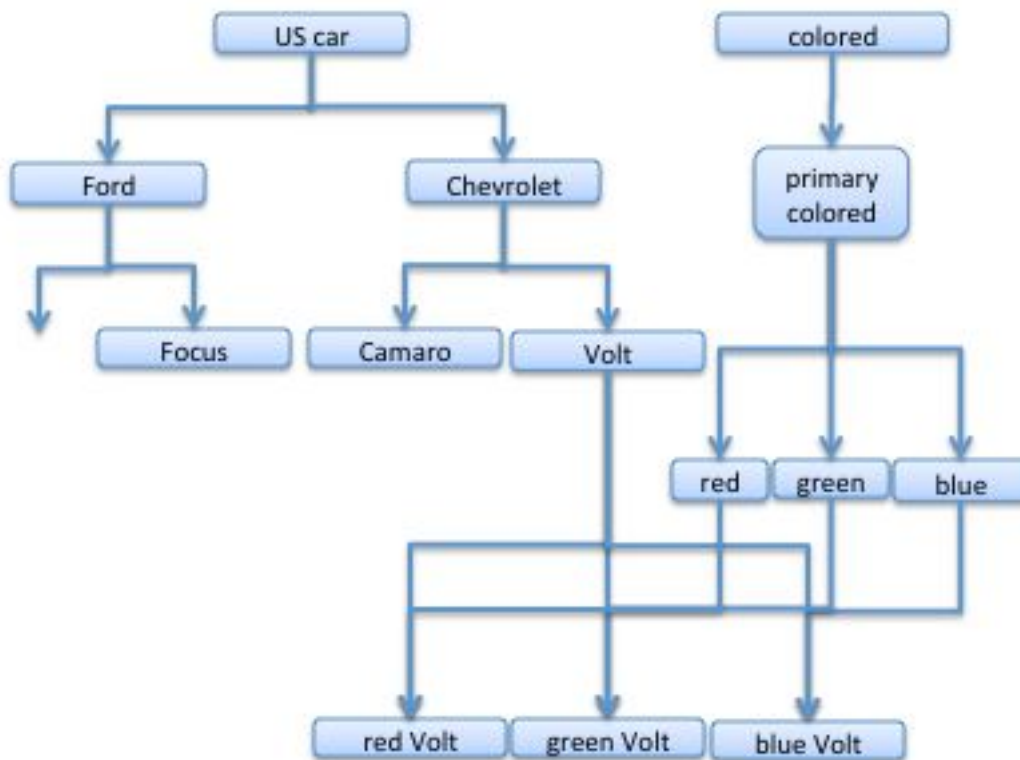 US car
colored
Ford
Chevrolet
primary
colored
Focus
Camaro
Volt
red
green
blue
red Volt
green Volt
blue Volt